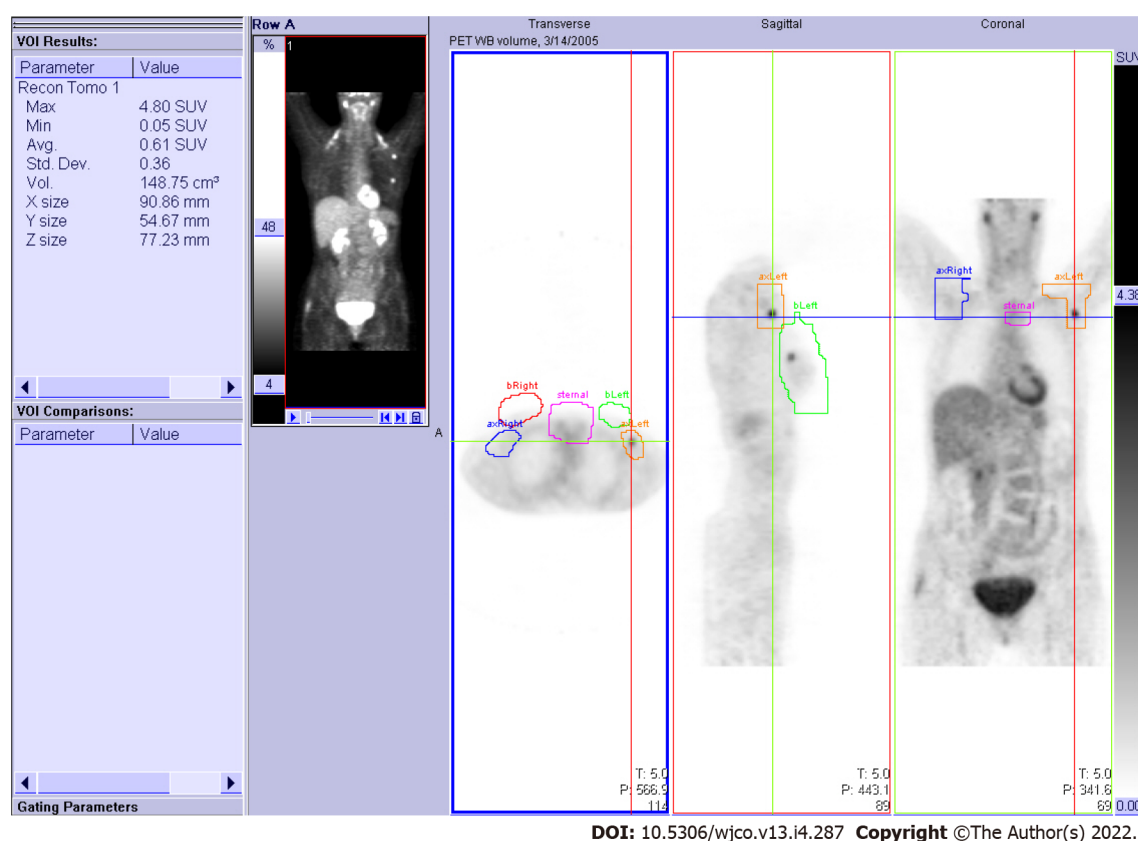 VOI Results:
Parameter Value
Recon Tomo 1
Max 4.80 SUV
Min 0.05 SUV
Avg. 0.61 SUV
Std. Dev. 0.36
Vol. 148.75 cm³
X size 90.86 mm
Y size 54.67 mm
Z size 77.23 mm
VOI Comparisons:
Parameter Value
Gating Parameters
Row A
%
1
48
4
Transverse Sagittal Coronal
PET WB volume, 3/14/2005
SUV
A
bRight
sternal
bLeft
axRight
axLeft
T: 5.0
P: 566.9
114
axLeft
bLeft
T: 5.0
P: 443.1
89
axRight
axLeft
sternal
T: 5.0
P: 341.6
69
4.36
0.00
DOI: 10.5306/wjco.v13.i4.287 Copyright ©The Author(s) 2022.